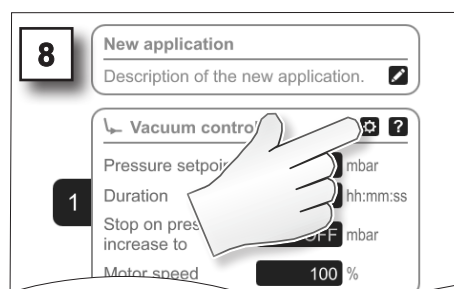 8
New application
Description of the new application.
Vacuum contro
?
Pressure setpoin
mbar
1
Duration
hh:mm:ss
Stop on pres
increase to
OFF mbar
Motor speed
100 %